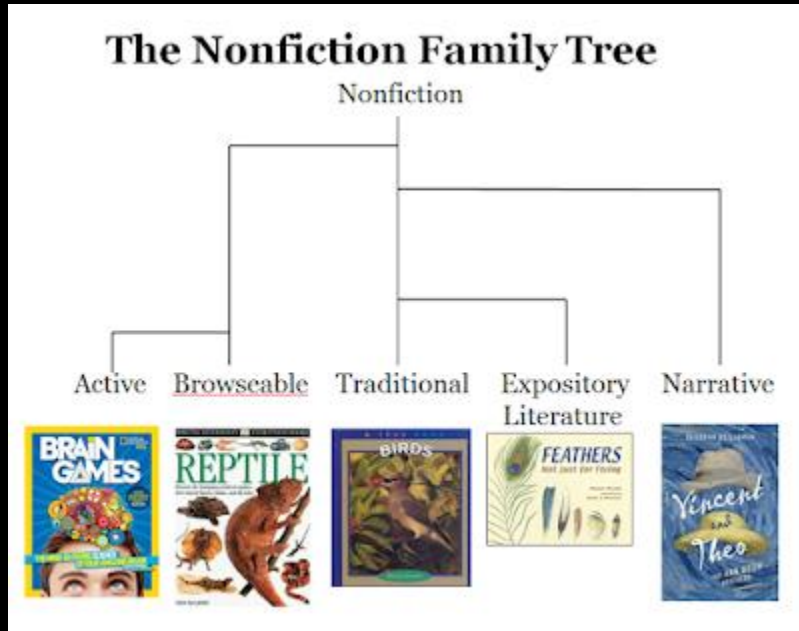 The Nonfiction Family Tree
Nonfiction
Active
Browseable
Traditional
Expository
Literature
Narrative
BRAIN
GAMES
REPTILE
BIRDS
FEATHERS
Not Just for Flying
Vincent
and
Theo